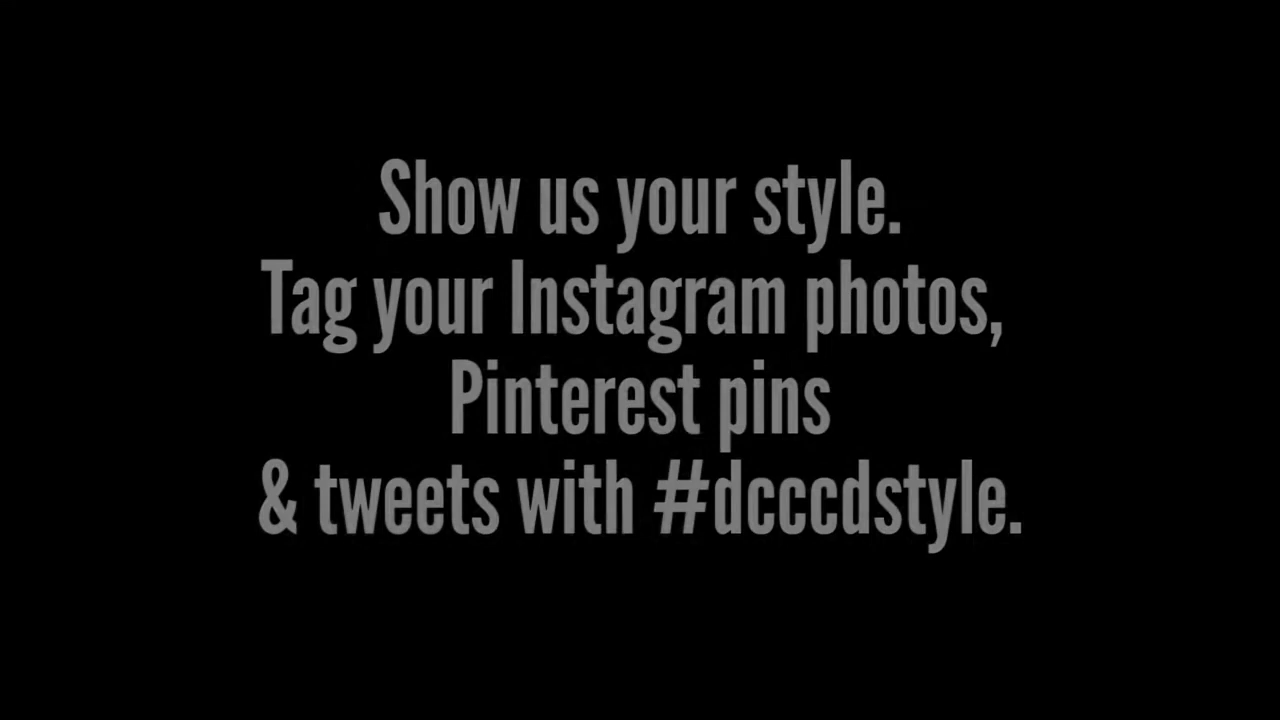 Show us your style.
Tag your Instagram photos,
Pinterest pins
& tweets with #dcccdstyle.